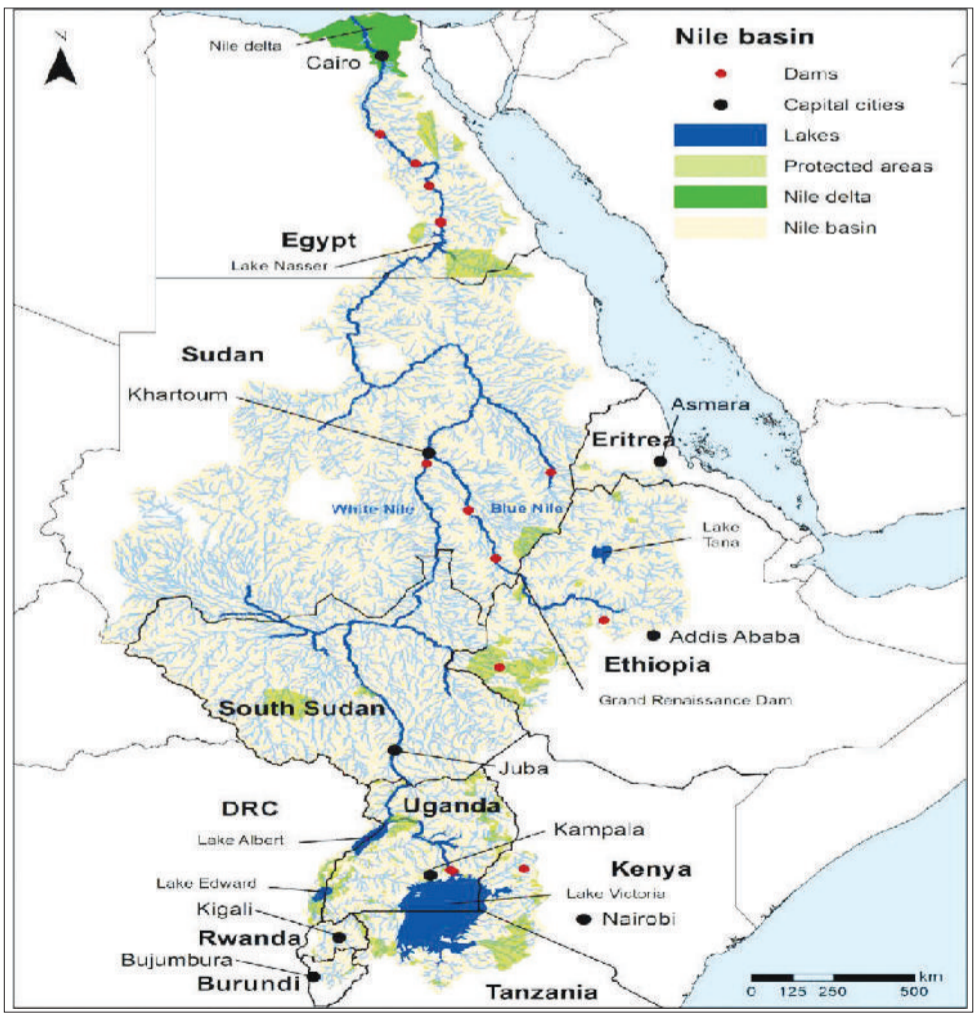 Z
Nile delta
Cairo
Nile basin
Dams
Capital cities
Lakes
Protected areas
Nile delta
Nile basin
Egypt
Lake Nasser
Sudan
Khartoum
Asmara
Eritrea
White Nile
Blue Nile
Lake
Tana
Addis Ababa
Ethiopia
Grand Renaissance Dam
South Sudan
Juba
DRC
Uganda
Lake Albert
Kampala
Kenya
Lake Edward
Lake Victoria
Kigali
Nairobi
Rwanda
Bujumbura
Burundi
Tanzania
km
0 125 250 500